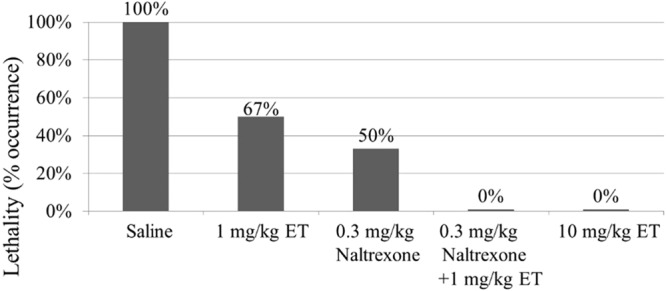 Lethality (% occurrence)
100%
80%
60%
40%
20%
0%
100%
67%
50%
0%
0%
Saline
1 mg/kg ET
0.3 mg/kg
Naltrexone
0.3 mg/kg
Naltrexone
+1 mg/kg ET
10 mg/kg ET